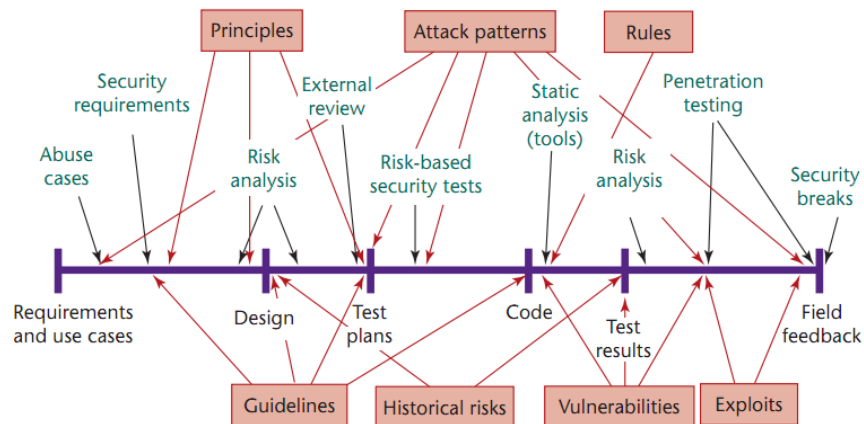 Principles
Attack patterns
Rules
Security
requirements
External
review
Static
analysis
(tools)
Penetration
testing
Abuse
cases
Risk
analysis
Risk-based
security tests
Risk
analysis
Security
breaks
Requirements
and use cases
Design
Test
plans
Code
Test
results
Field
feedback
Guidelines
Historical risks
Vulnerabilities
Exploits